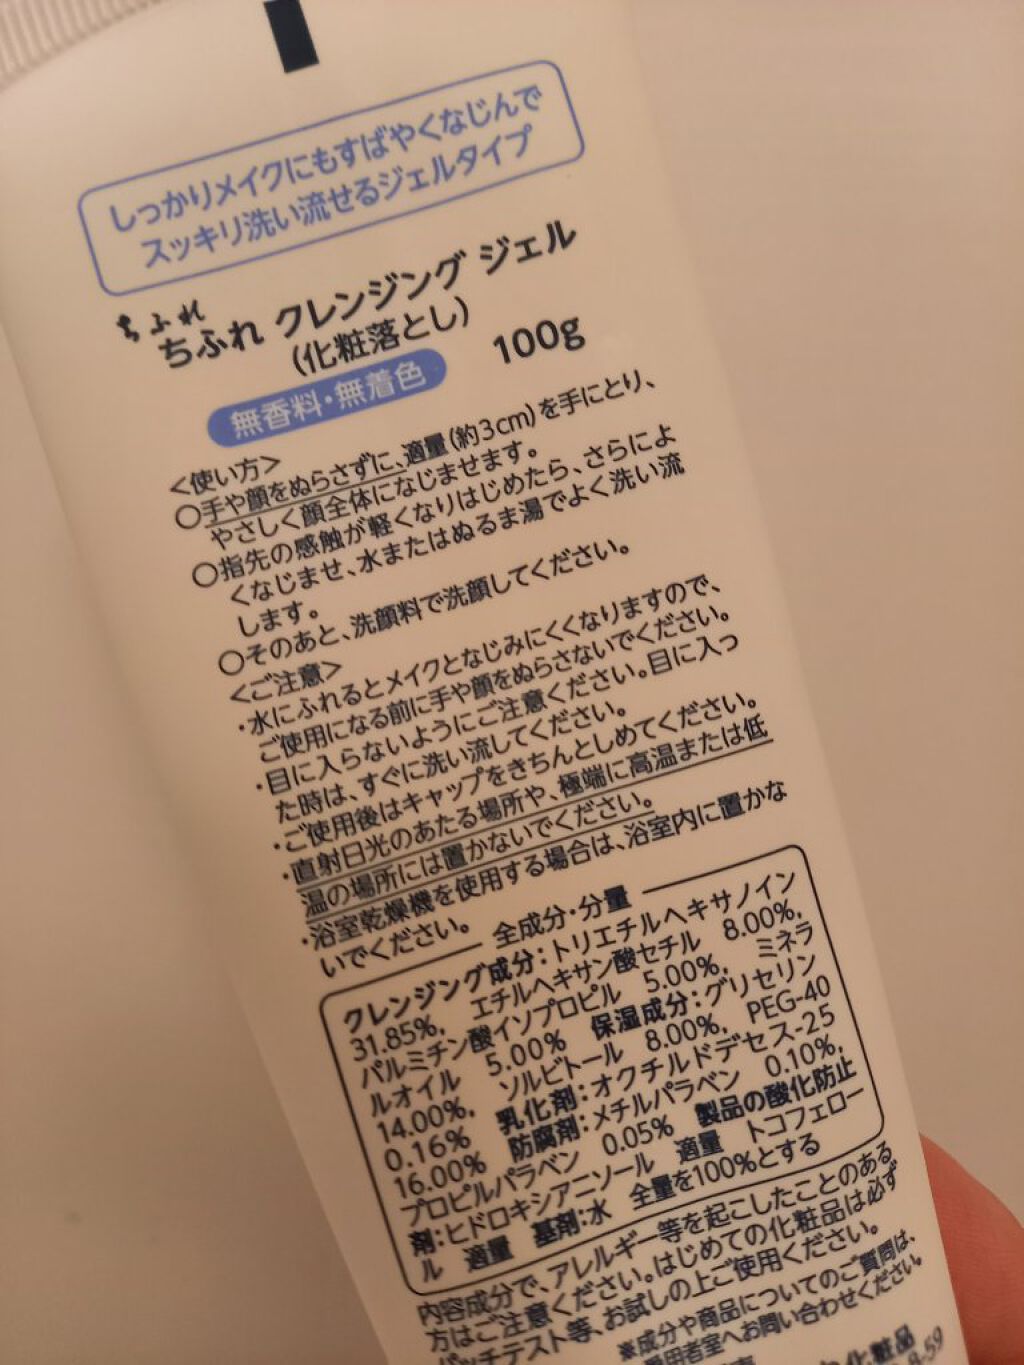 しっかりメイクにもすばやくなじんで
スッキリ洗い流せるジェルタイプ
ちふれ
ちふれ クレンジング ジェル
(化粧落とし)
100g
無香料・無着色
<使い方>
○手や顔をぬらさずに、適量(約3cm)を手にとり、
やさしく顔全体になじませます。
○指先の感触が軽くなりはじめたら、さらによ
くなじませ、水またはぬるま湯でよく洗い流
します。
○そのあと、洗顔料で洗顔してください。
<ご注意>
・水にふれるとメイクとなじみにくくなりますので、
ご使用になる前に手や顔をぬらさないでください。
・目に入らないようにご注意ください。目に入っ
た時は、すぐに洗い流してください。
・ご使用後はキャップをきちんとしめてください。
・直射日光のあたる場所や、極端に高温または低
温の場所には置かないでください。
・浴室乾燥機を使用する場合は、浴室内に置かな
いでください。
全成分・分量
クレンジング成分:トリエチルヘキサノイン
31.85%, エチルヘキサン酸セチル 8.00%,
パルミチン酸イソプロピル 5.00%, ミネラ
ルオイル 5.00% 保湿成分:グリセリン
14.00%, ソルビトール 8.00%, PEG-40
0.16% 乳化剤:オクチルドデセス-25
16.00% 防腐剤:メチルパラベン 0.10%,
プロピルパラベン 0.05% 製品の酸化防止
剤:ヒドロキシアニソール 適量 トコフェロー
ル 適量 基剤:水 全量を100%とする
内容成分で、アレルギー等を起こしたことのある
方はご注意ください。はじめての化粧品は必ず
パッチテスト等、お試しの上ご使用ください。
※成分や商品についてのご質問は、
愛用者室へお問い合わせください。
化粧品
8-59